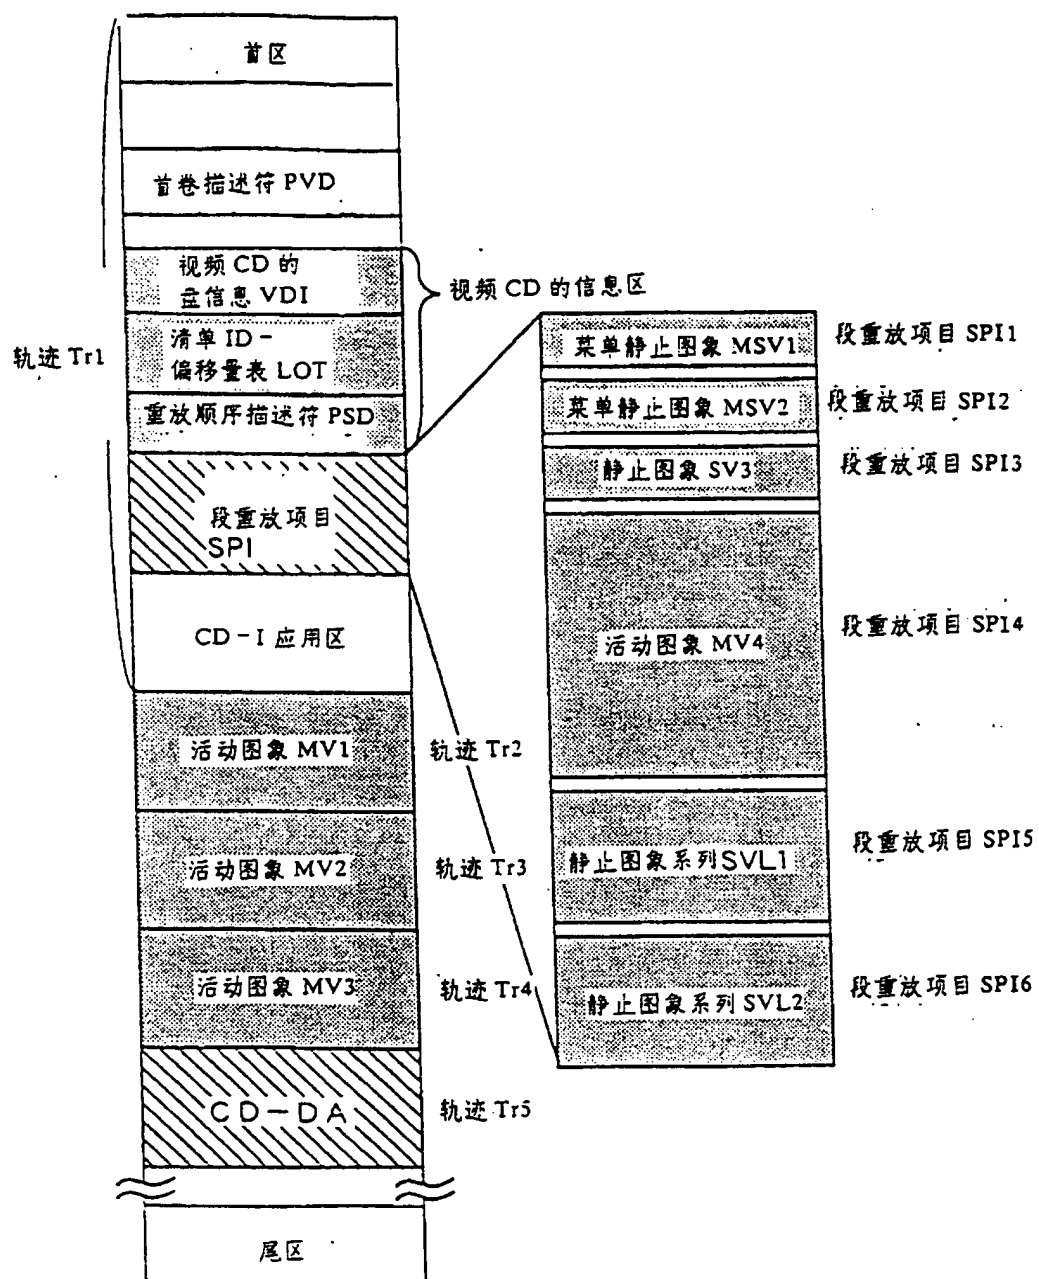 首区
首卷描述符 PVD
视频 CD 的
盘信息 VDI
清单 ID－
偏移量表 LOT
重放顺序描述符 PSD
视频 CD 的信息区
轨迹 Tr1
段重放项目
SPI
CD－I 应用区
活动图象 MV1
轨迹 Tr2
活动图象 MV2
轨迹 Tr3
活动图象 MV3
轨迹 Tr4
CD－DA
轨迹 Tr5
尾区
菜单静止图象 MSV1
段重放项目 SPI1
菜单静止图象 MSV2
段重放项目 SPI2
静止图象 SV3
段重放项目 SPI3
活动图象 MV4
段重放项目 SPI4
静止图象系列 SVL1
段重放项目 SPI5
静止图象系列 SVL2
段重放项目 SPI6